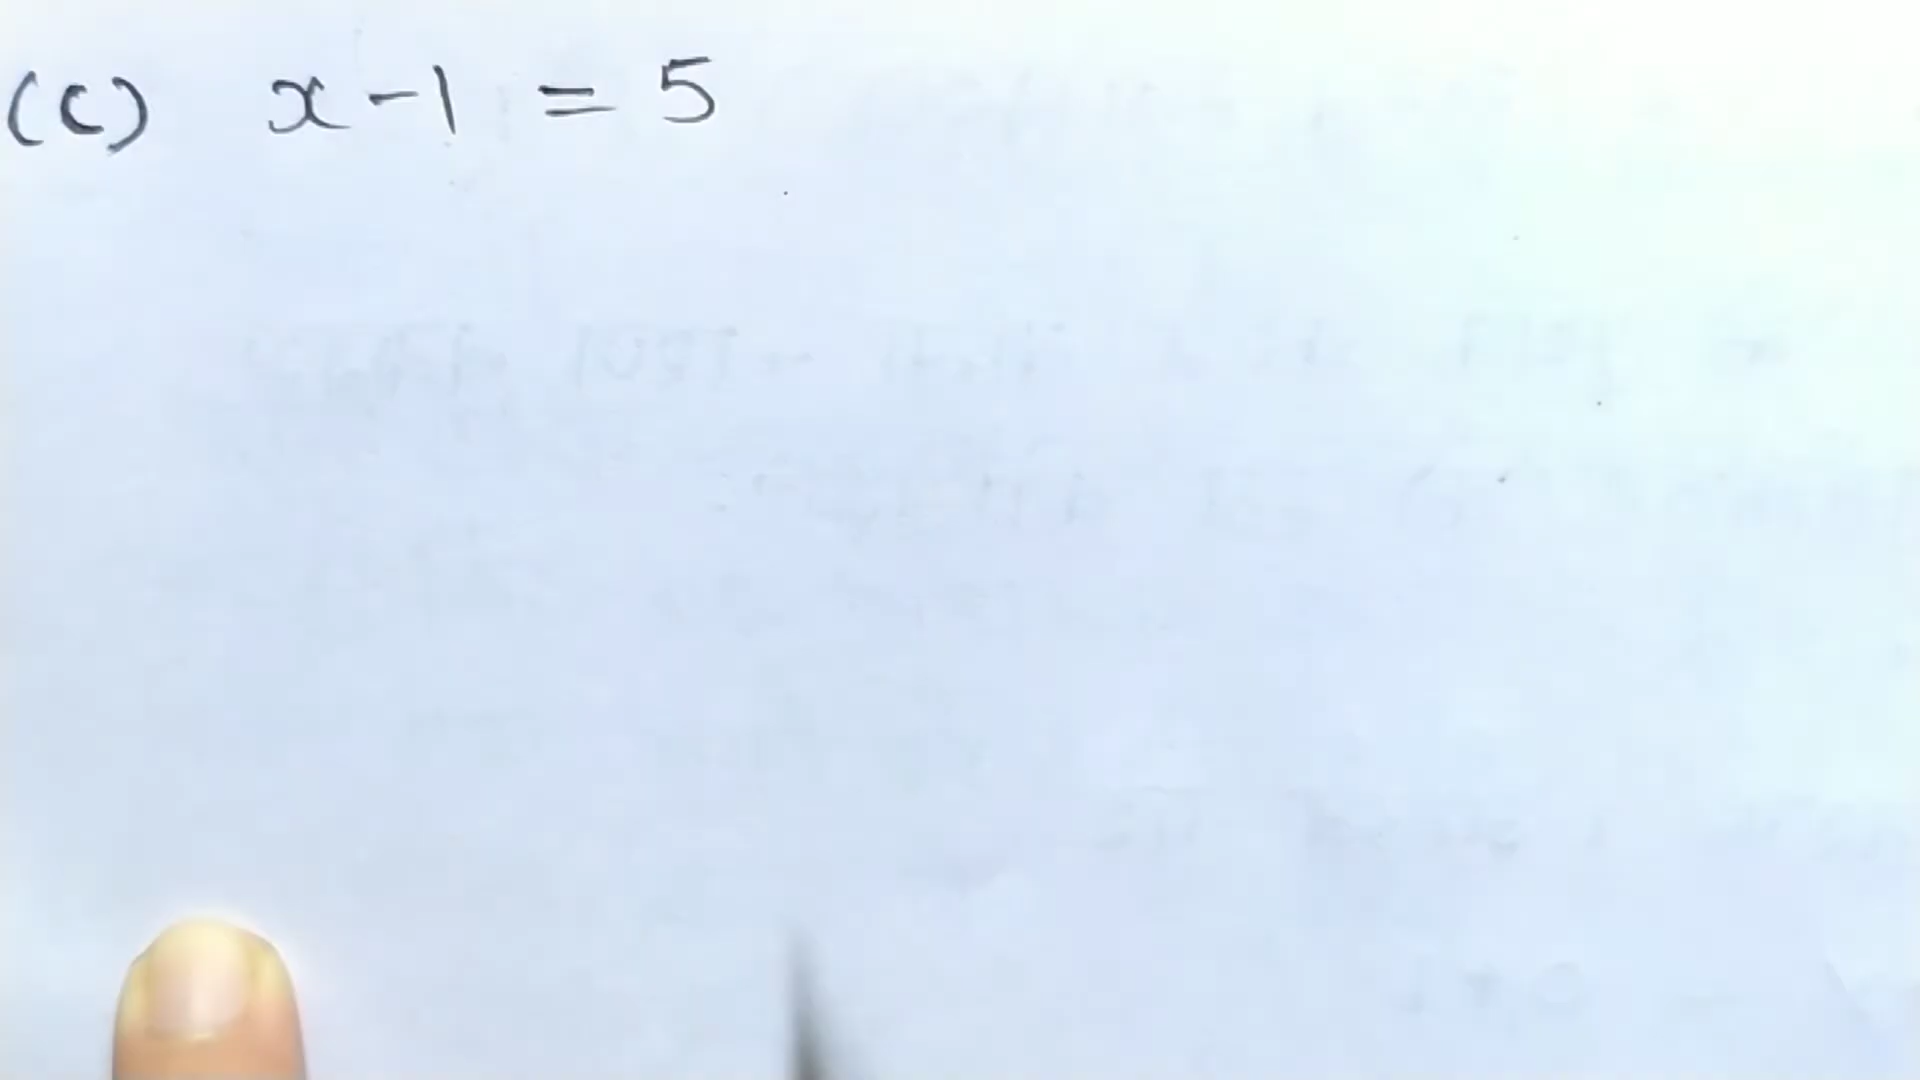 (c) x - 1 = 5